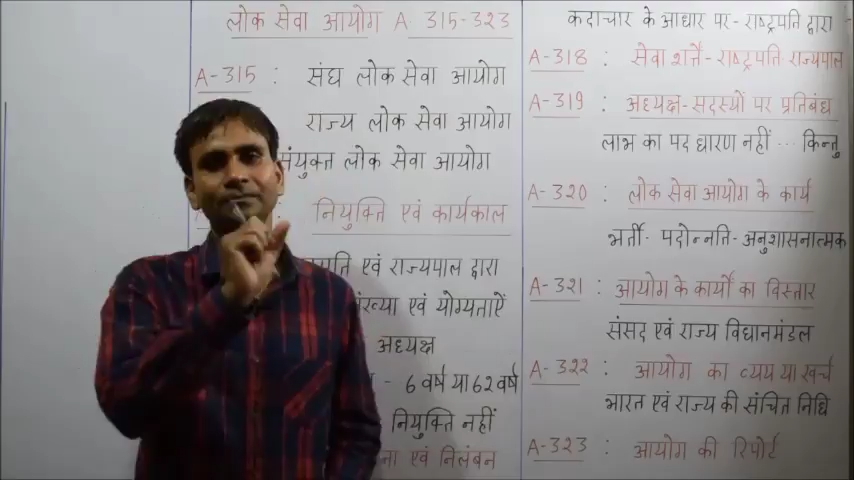 लोक सेवा आयोग A 315-323
A-315 : संघ लोक सेवा आयोग
राज्य लोक सेवा आयोग
संयुक्त लोक सेवा आयोग
: नियुक्ति एवं कार्यकाल
एवं राज्यपाल द्वारा
एवं योग्यताऐं
अध्यक्ष
- 6 वर्ष या 62 वर्ष
नियुक्ति नहीं
एवं निलंबन
कदाचार के आधार पर - राष्ट्रपति द्वारा
A-318 : सेवा शर्त्तें - राष्ट्रपति राज्यपाल
A-319 : अध्यक्ष - सदस्यों पर प्रतिबंध
लाभ का पद धारण नहीं ... किन्तु
A-320 : लोक सेवा आयोग के कार्य
भर्ती - पदोन्नति - अनुशासनात्मक
A-321 : आयोग के कार्यों का विस्तार
संसद एवं राज्य विधानमंडल
A-322 : आयोग का व्यय या खर्च
भारत एवं राज्य की संचित निधि
A-323 : आयोग की रिपोर्ट